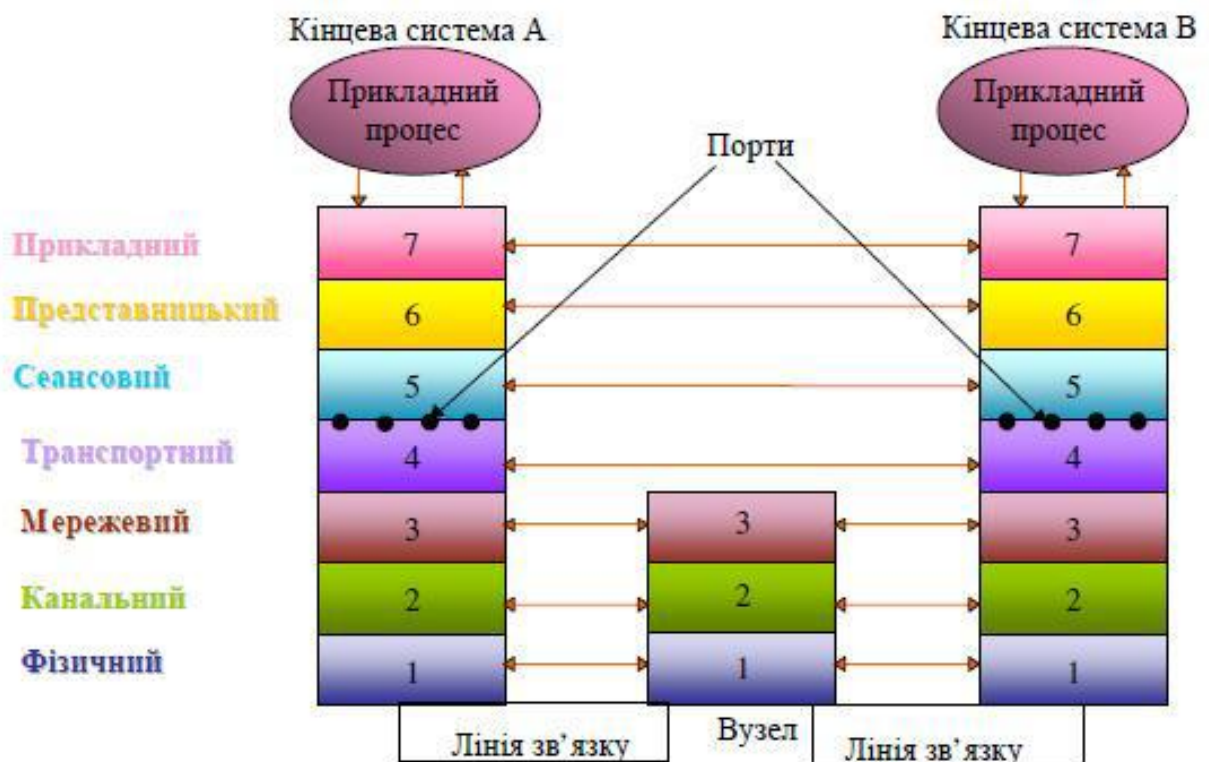 Кінцева система А
Кінцева система В
Прикладний
процес
Прикладний
процес
Порти
Прикладний
7
7
Представницький
6
6
Сеансовий
5
5
Транспортний
4
4
Мережевий
3
3
3
Канальний
2
2
2
Фізичний
1
1
1
Лінія зв’язку
Вузел
Лінія зв’язку